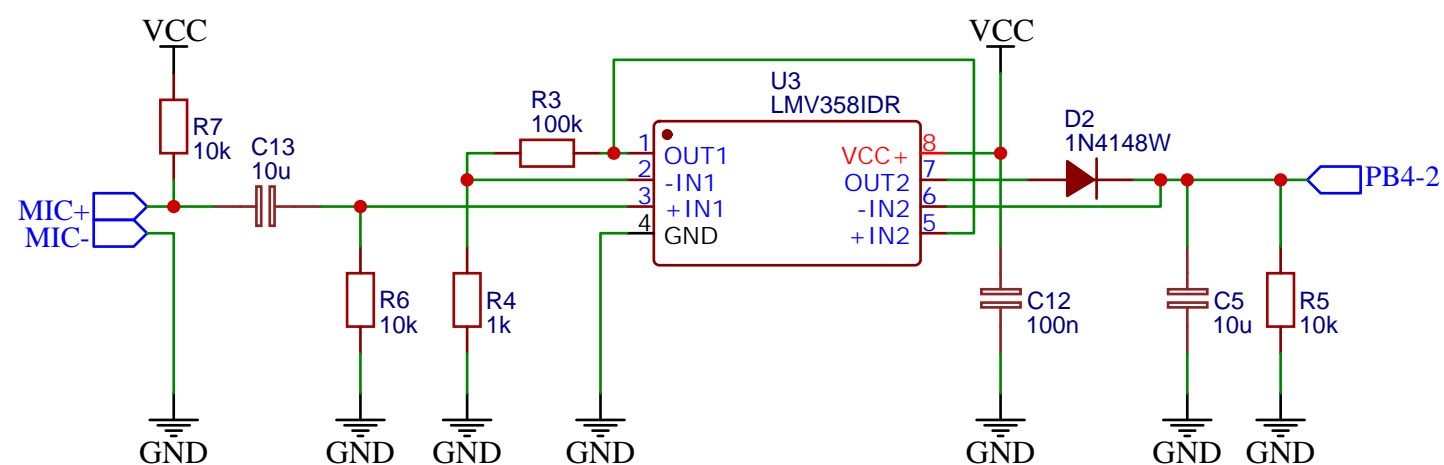 VCC
VCC
U3
LMV358IDR
R3
100k
D2
1N4148W
R7
10k
C13
10u
1
OUT1
2
-IN1
3
+IN1
4
GND
VCC+
8
OUT2
7
-IN2
6
+IN2
5
PB4-2
MIC+
MIC-
R6
10k
R4
1k
C12
100n
C5
10u
R5
10k
GND
GND
GND
GND
GND
GND
GND